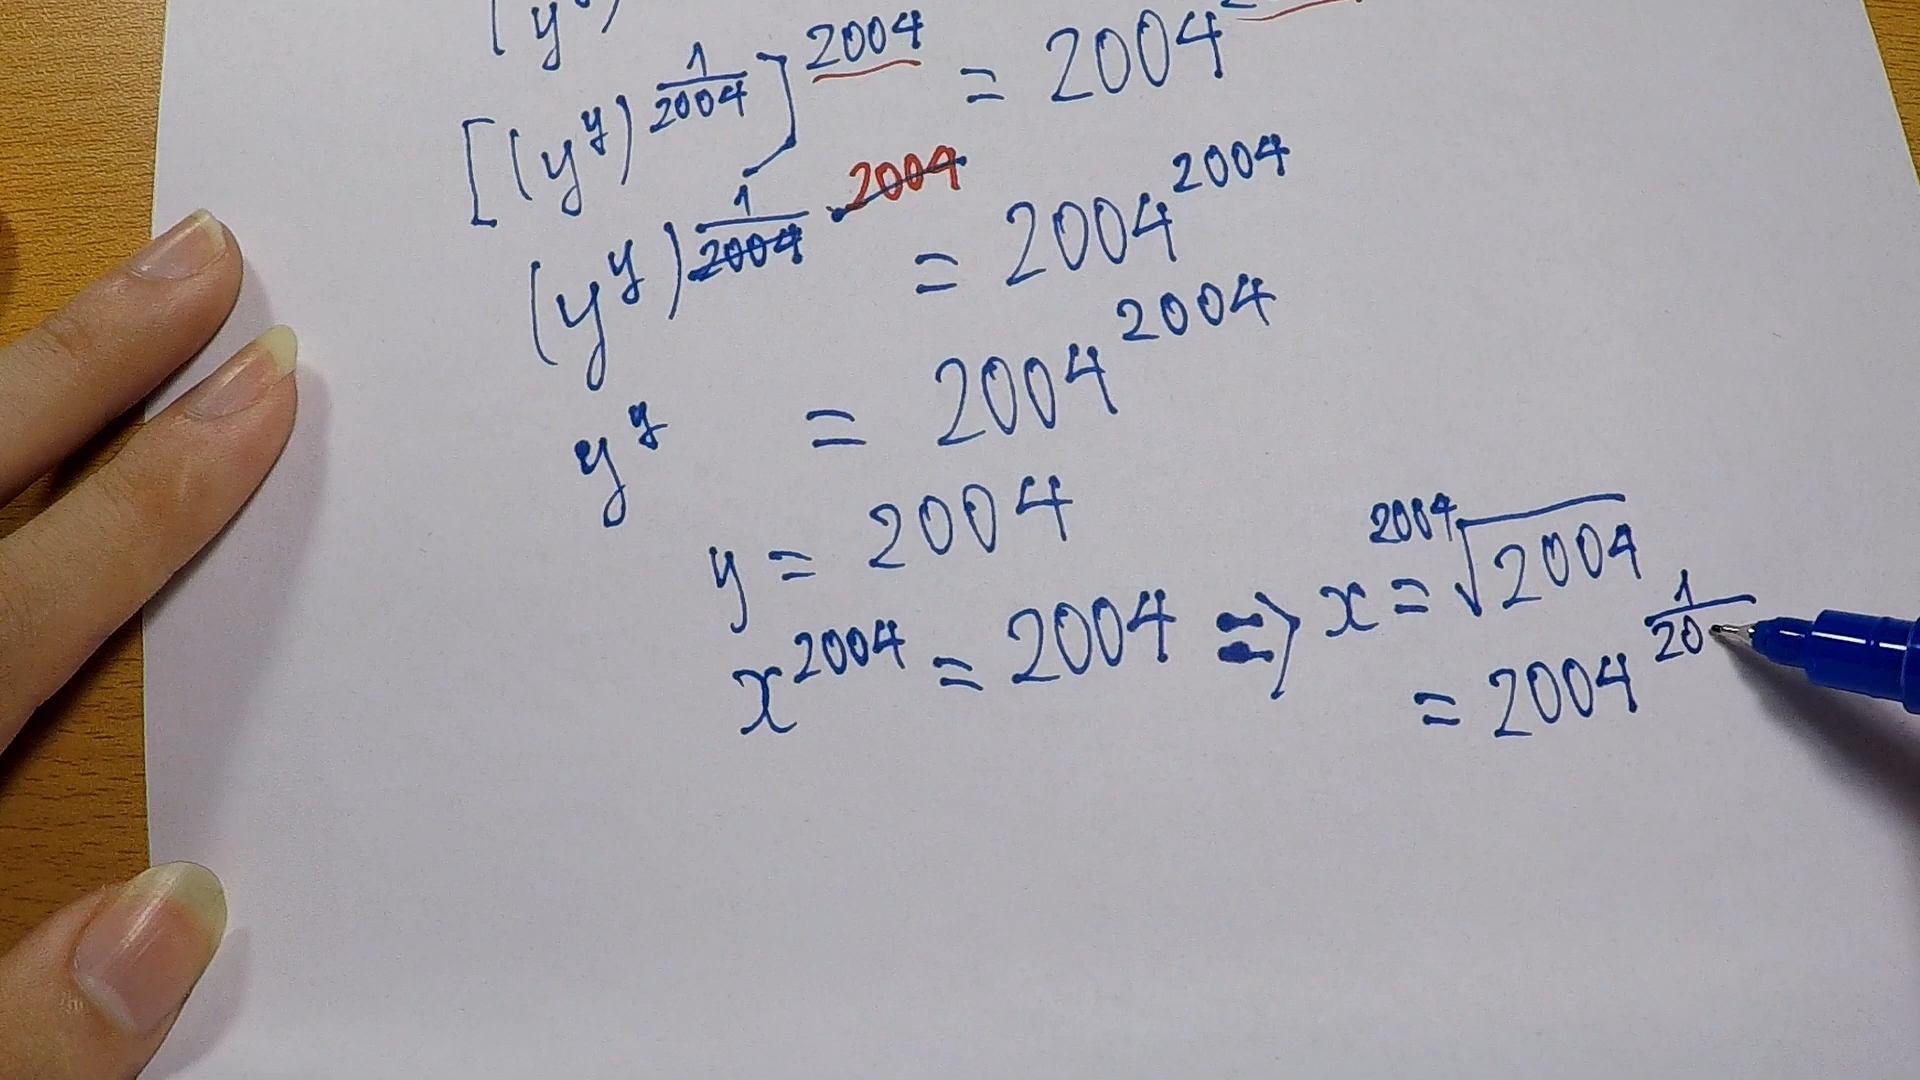 (y
[(y^y)^{1/2004}]^{2004} = 2004
(y^y)^{1/2004 · 2004} = 2004^{2004}
y^y = 2004^{2004}
y = 2004
x^{2004} = 2004 => x = \sqrt[2004]{2004}
= 2004^{1/20